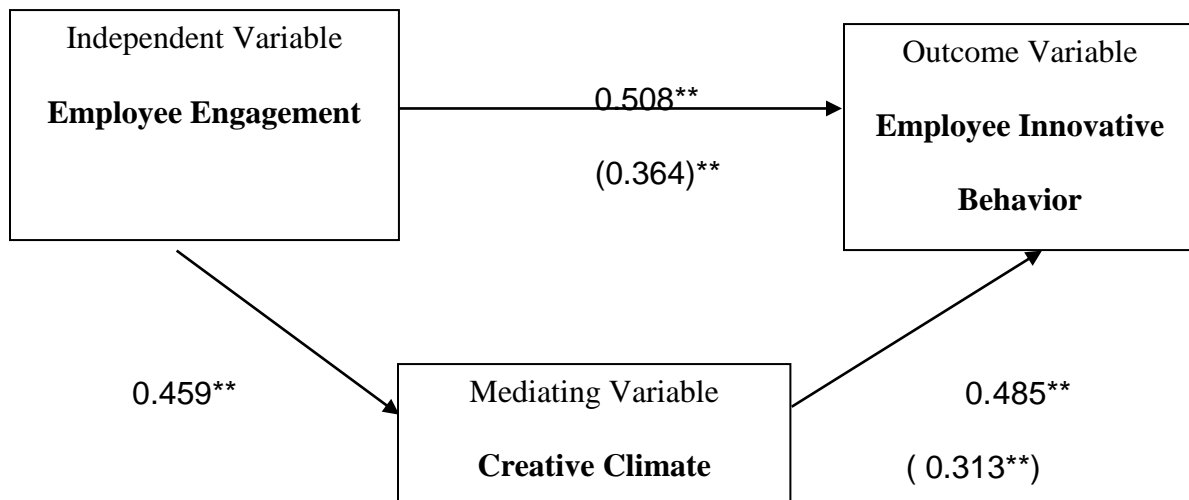 Independent Variable
Employee Engagement
0.508**
(0.364)**
Outcome Variable
Employee Innovative
Behavior
0.459**
Mediating Variable
Creative Climate
0.485**
( 0.313**)